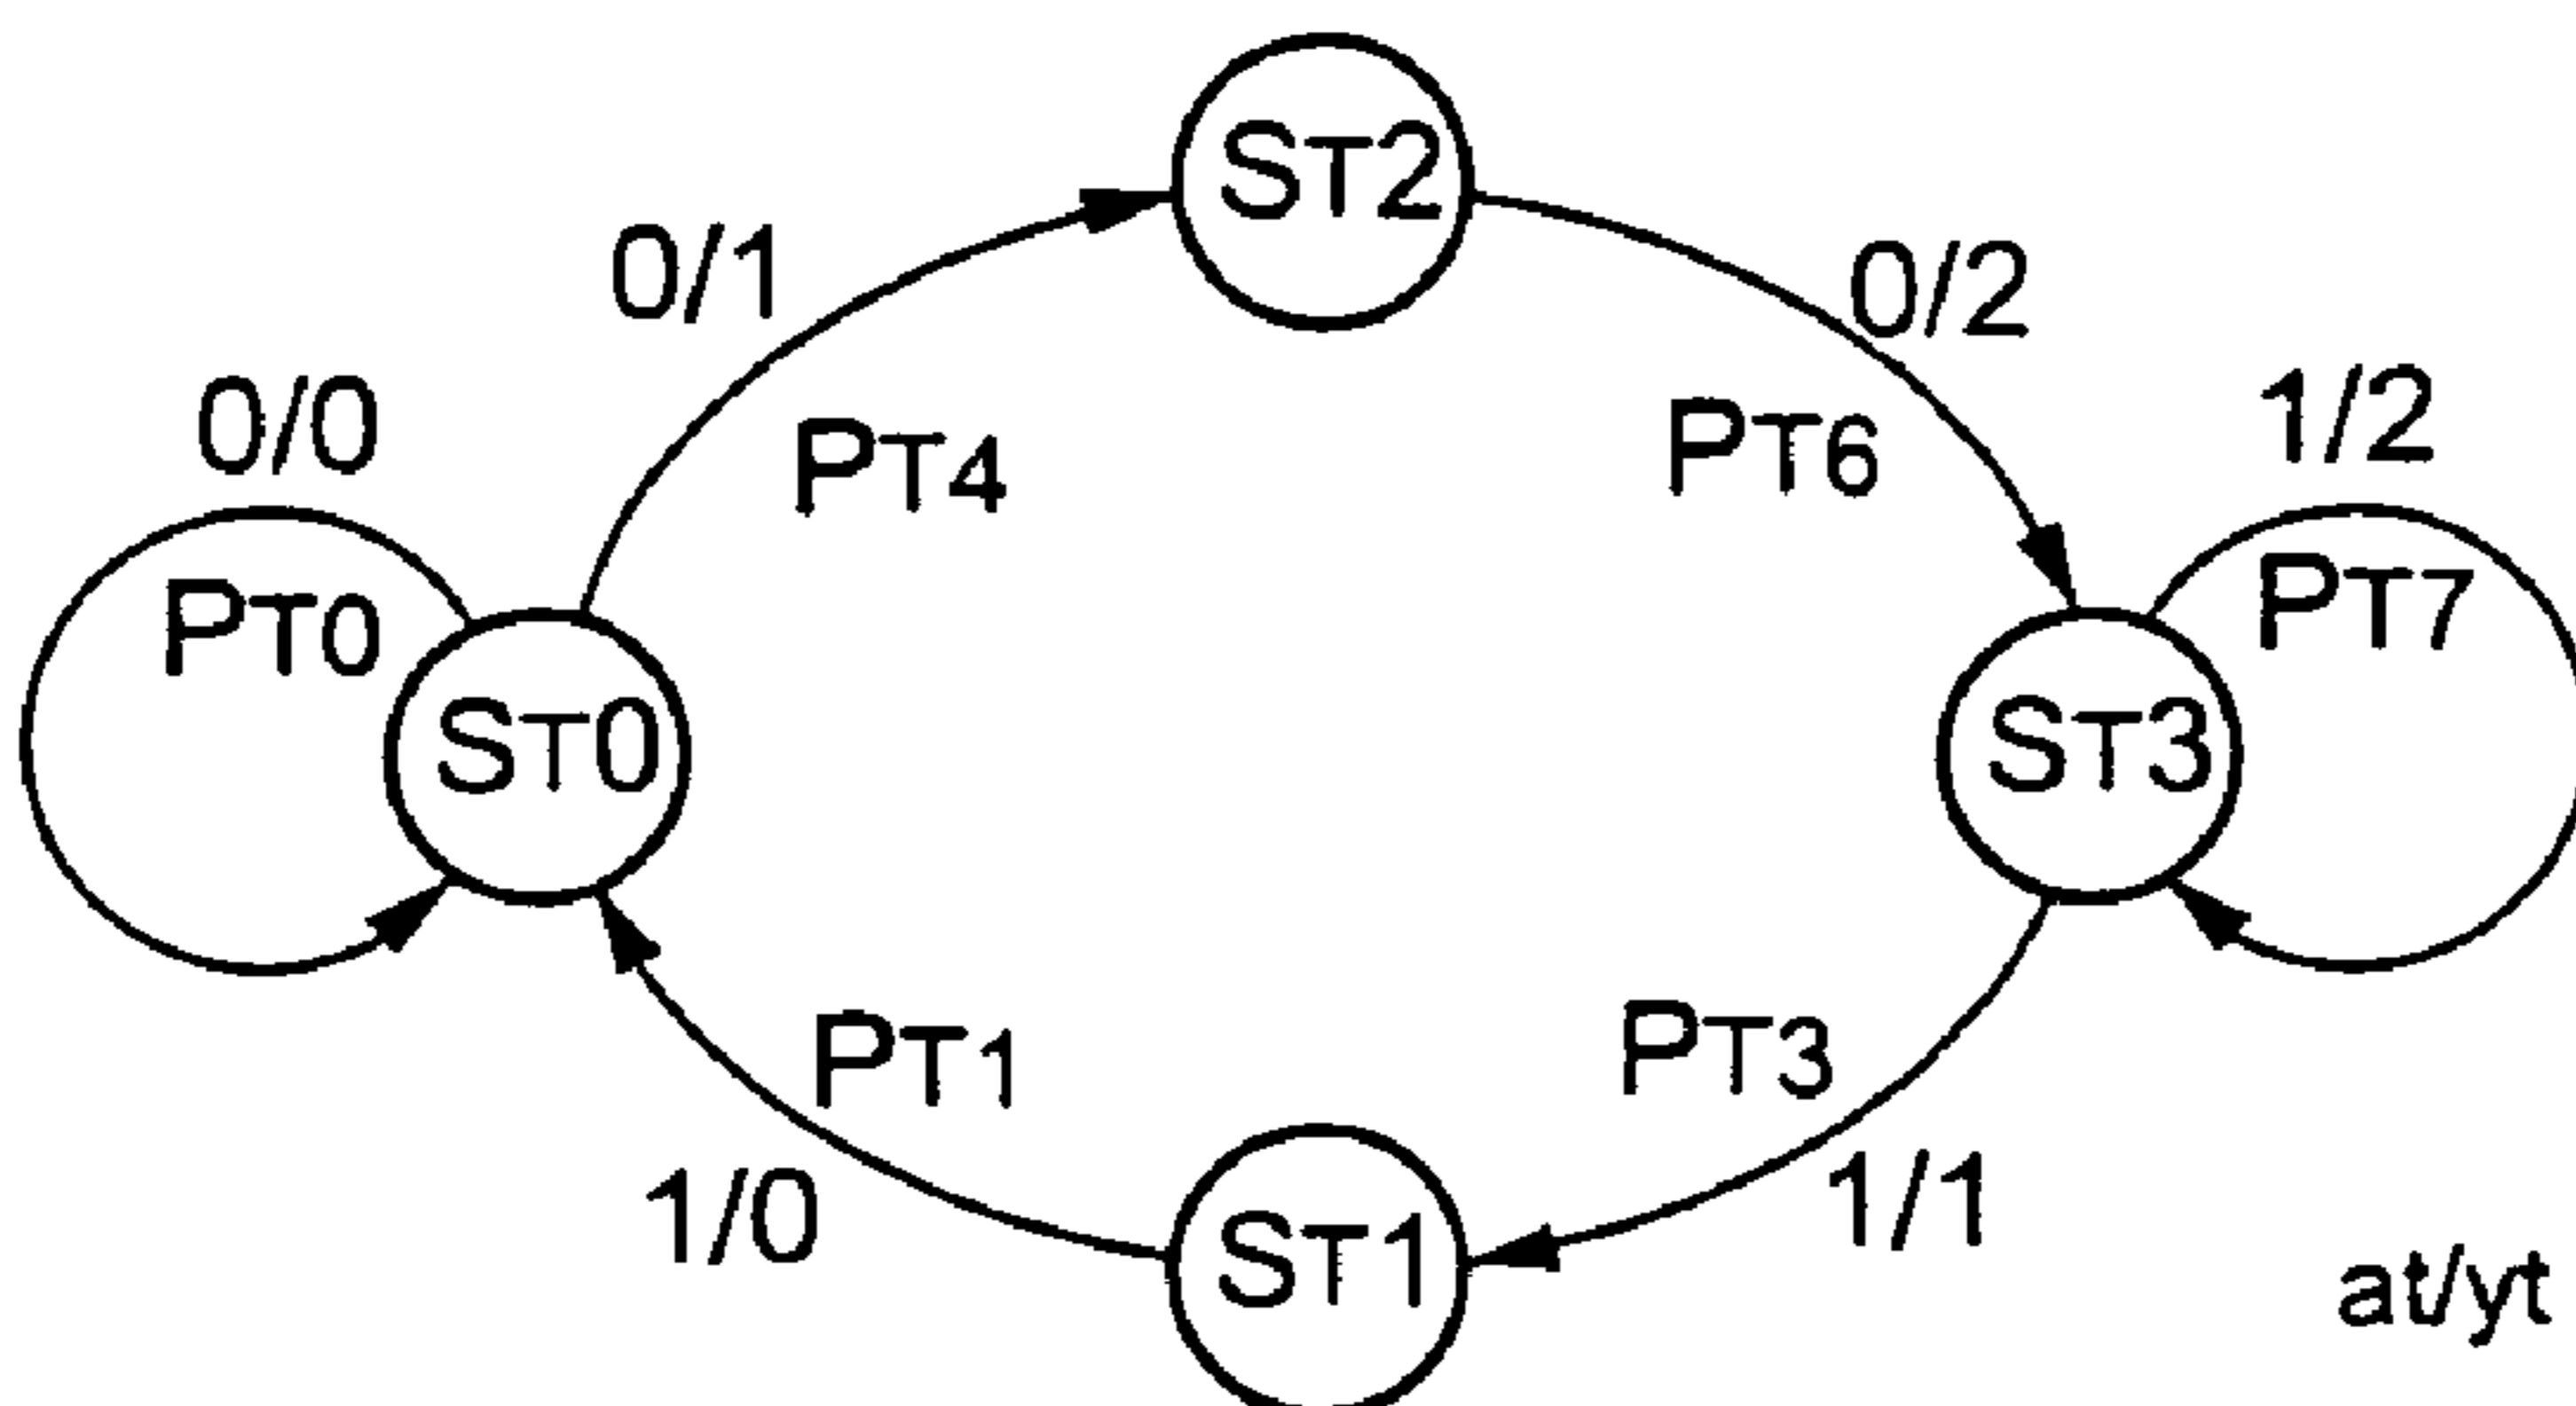 ST2
0/1
0/2
0/0
PT4
PT6
1/2
PT0
PT7
ST0
ST3
PT1
PT3
1/0
1/1
ST1
at/yt